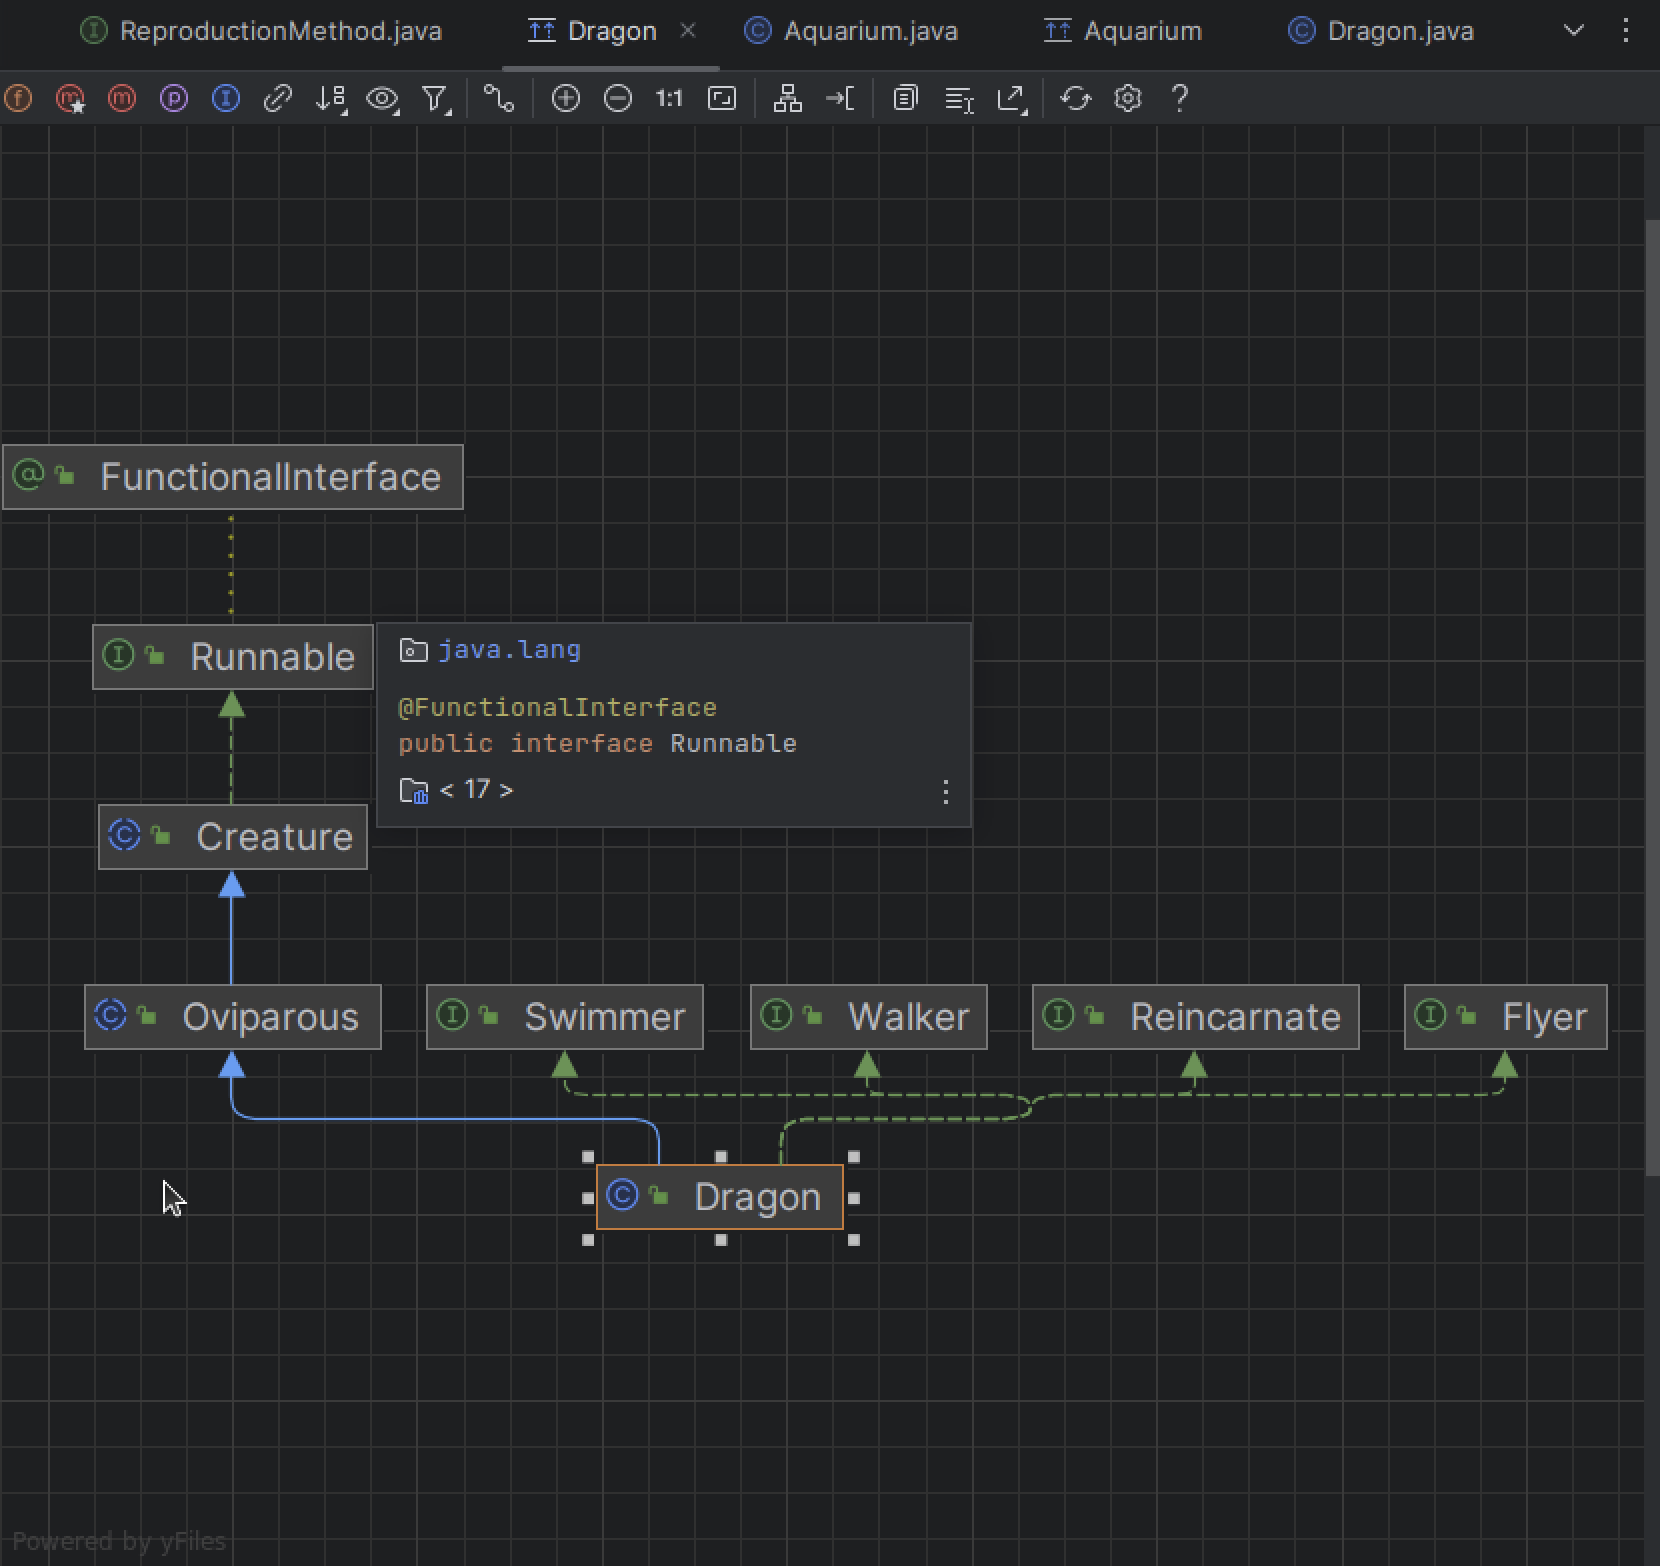 ReproductionMethod.java
Dragon
Aquarium.java
Aquarium
Dragon.java
1:1
FunctionalInterface
Runnable
java.lang
@FunctionalInterface
public interface Runnable
< 17 >
Creature
Oviparous
Swimmer
Walker
Reincarnate
Flyer
Dragon
Powered by yFiles